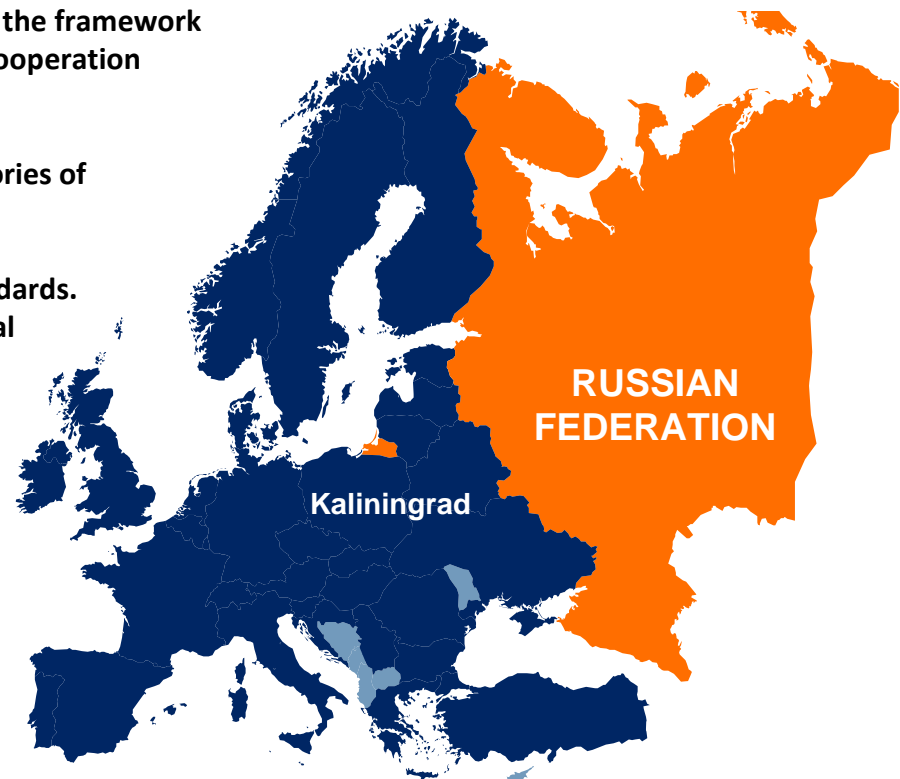 the framework
ooperation
ories of
dards.
al
RUSSIAN
FEDERATION
Kaliningrad